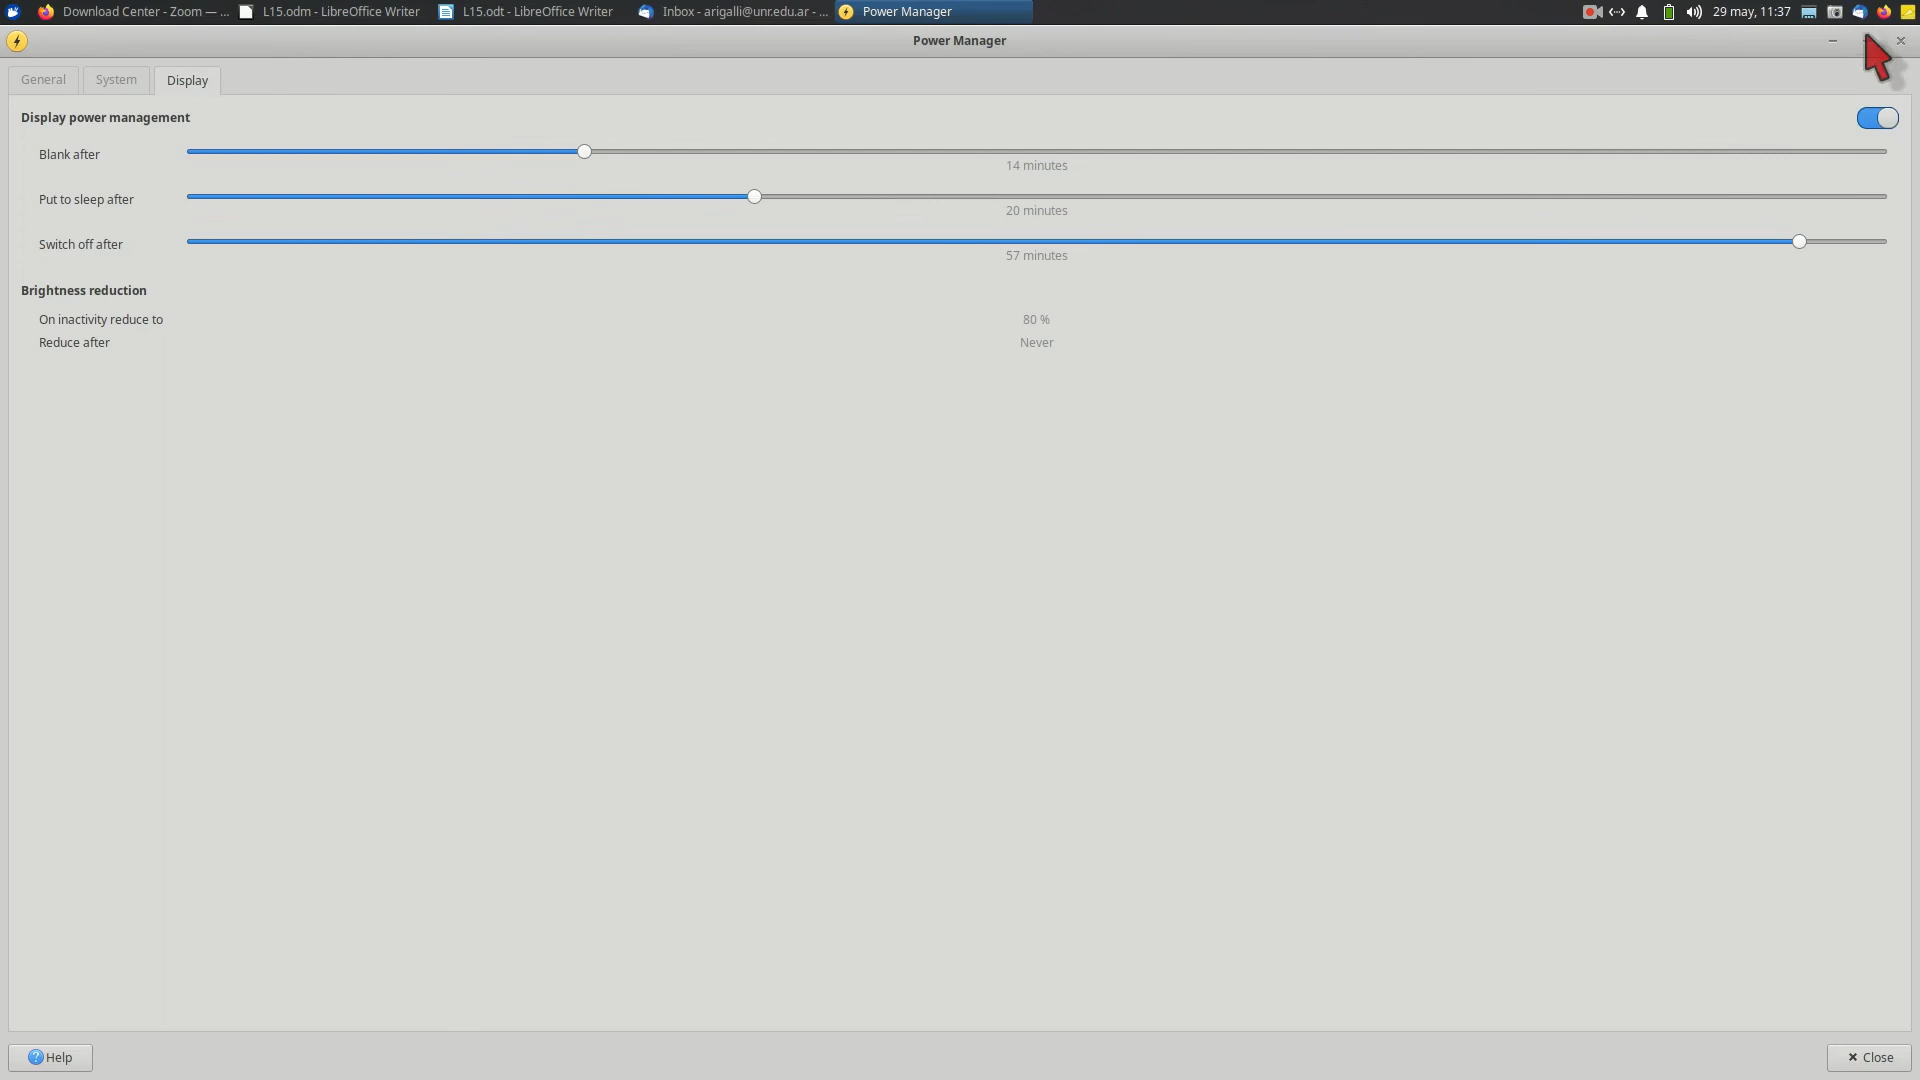 Download Center - Zoom — ...
L15.odm - LibreOffice Writer
L15.odt - LibreOffice Writer
Inbox - arigalli@unr.edu.ar - ...
Power Manager
29 may, 11:37
Power Manager
General
System
Display
Display power management
Blank after
14 minutes
Put to sleep after
20 minutes
Switch off after
57 minutes
Brightness reduction
On inactivity reduce to
80 %
Reduce after
Never
Help
Close